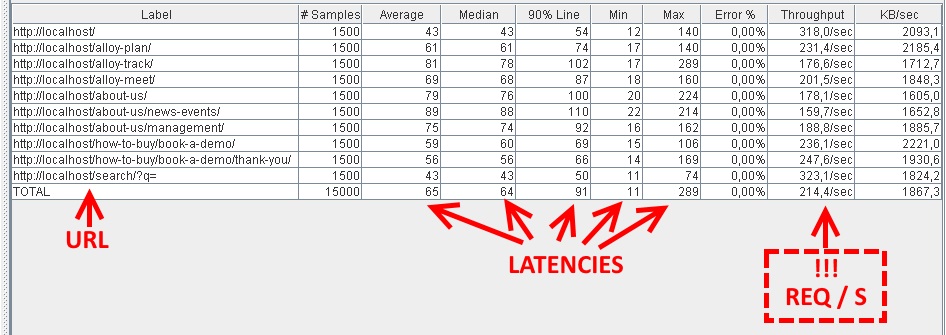 Label # Samples Average Median 90% Line Min Max Error % Throughput KB/sec
http://localhost/ 1500 43 43 54 12 140 0,00% 318,0/sec 2093,1
http://localhost/alloy-plan/ 1500 61 61 74 17 140 0,00% 231,4/sec 2185,4
http://localhost/alloy-track/ 1500 81 78 102 17 289 0,00% 176,6/sec 1712,7
http://localhost/alloy-meet/ 1500 69 68 87 18 160 0,00% 201,5/sec 1848,3
http://localhost/about-us/ 1500 79 76 100 20 224 0,00% 178,1/sec 1605,0
http://localhost/about-us/news-events/ 1500 89 88 110 22 214 0,00% 159,7/sec 1652,8
http://localhost/about-us/management/ 1500 75 74 92 16 162 0,00% 188,8/sec 1885,7
http://localhost/how-to-buy/book-a-demo/ 1500 59 60 69 15 106 0,00% 236,1/sec 2221,0
http://localhost/how-to-buy/book-a-demo/thank-you/ 1500 56 56 66 14 169 0,00% 247,6/sec 1930,6
http://localhost/search/?q= 1500 43 43 50 11 74 0,00% 323,1/sec 1824,2
TOTAL 15000 65 64 91 11 289 0,00% 214,4/sec 1867,3
URL
LATENCIES
!!!
REQ / S